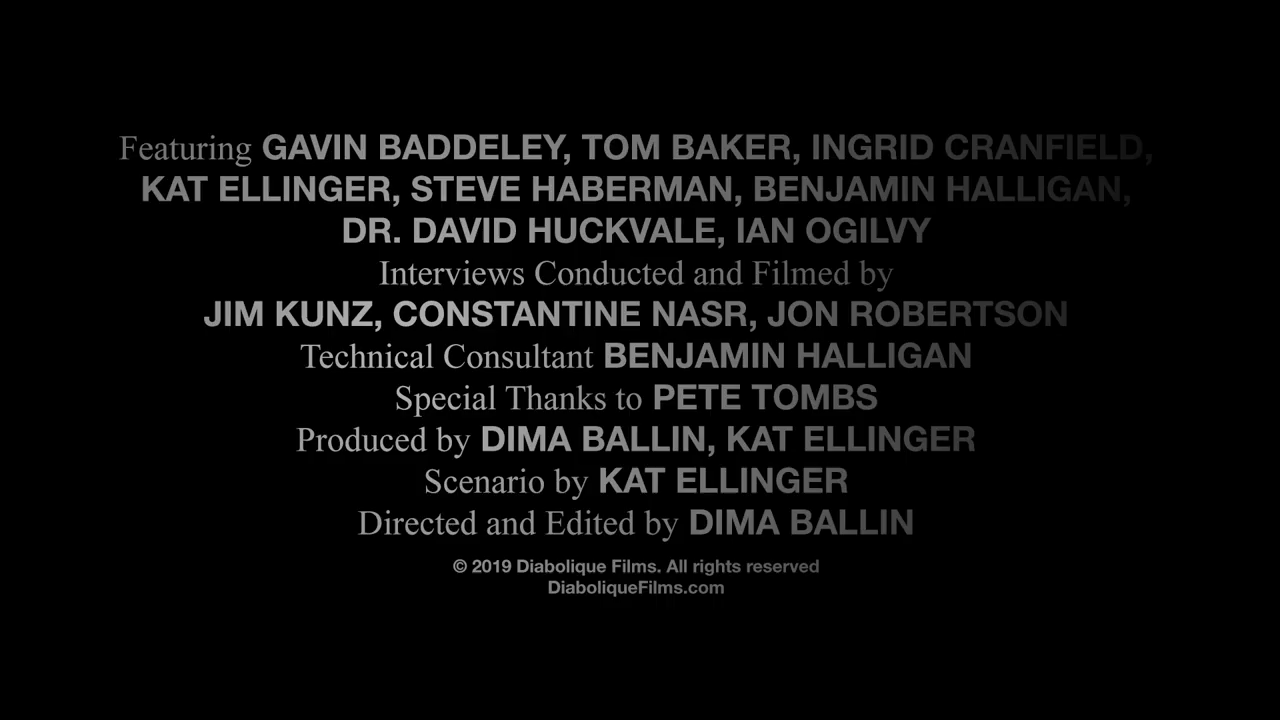 Featuring GAVIN BADDELEY, TOM BAKER, INGRID CRANFIELD,
KAT ELLINGER, STEVE HABERMAN, BENJAMIN HALLIGAN,
DR. DAVID HUCKVALE, IAN OGILVY
Interviews Conducted and Filmed by
JIM KUNZ, CONSTANTINE NASR, JON ROBERTSON
Technical Consultant BENJAMIN HALLIGAN
Special Thanks to PETE TOMBS
Produced by DIMA BALLIN, KAT ELLINGER
Scenario by KAT ELLINGER
Directed and Edited by DIMA BALLIN
© 2019 Diabolique Films. All rights reserved
DiaboliqueFilms.com